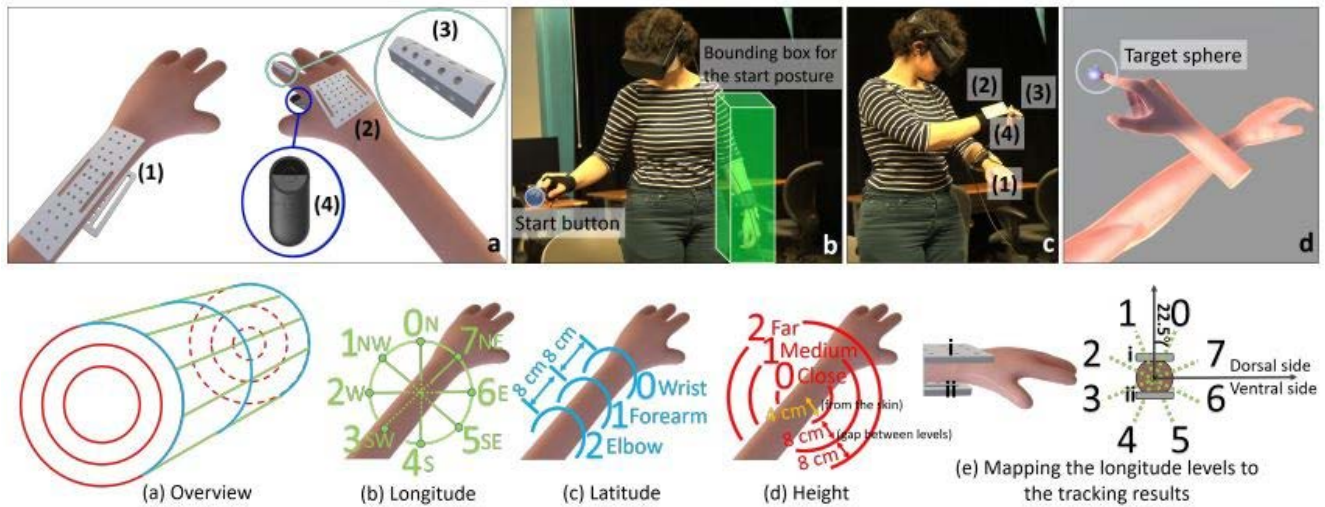 (1)
(2)
(3)
(4)
a
Start button
Bounding box for
the start posture
b
(2)
(3)
(4)
(1)
c
Target sphere
d
(a) Overview
0N
1NW
7NE
2W
6E
3SW
5SE
4S
(b) Longitude
8 cm
8 cm
0 Wrist
1 Forearm
2 Elbow
(c) Latitude
2 Far
1 Medium
0 Close
4 cm (from the skin)
8 cm (gap between levels)
8 cm
(d) Height
i
ii
22.5°
1
0
2
i
7
Dorsal side
Ventral side
3
ii
6
4
5
(e) Mapping the longitude levels to
the tracking results